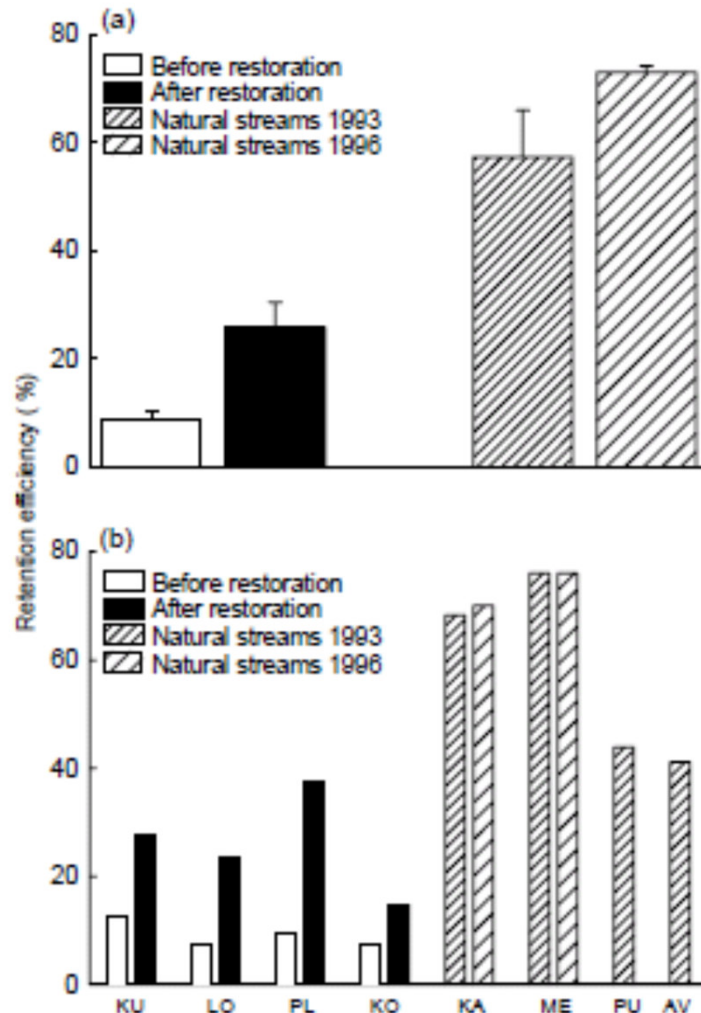 (a)
80
Before restoration
After restoration
Natural streams 1993
Natural streams 1996
60
40
20
0
Retention efficiency ( %)
(b)
80
Before restoration
After restoration
Natural streams 1993
Natural streams 1996
60
40
20
0
KU LO PL KO KA ME PU AV